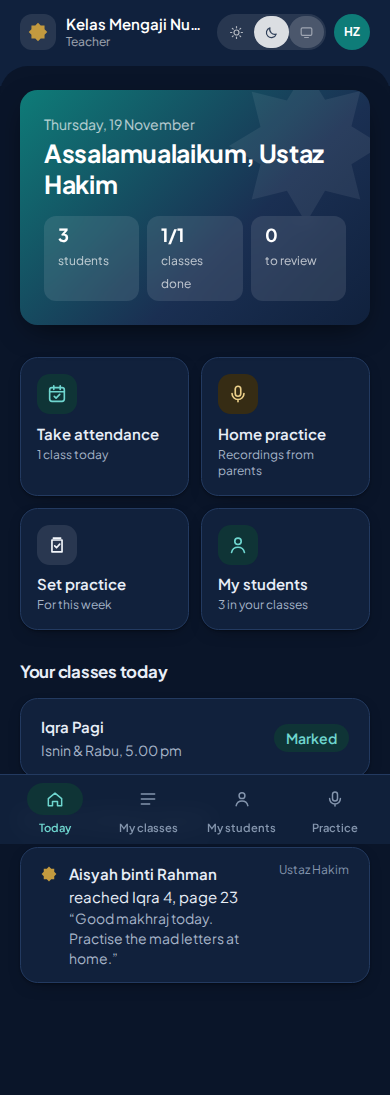 Kelas Mengaji Nu...
Teacher
HZ
Thursday, 19 November
Assalamualaikum, Ustaz
Hakim
3
students
1/1
classes
done
0
to review
Take attendance
1 class today
Home practice
Recordings from
parents
Set practice
For this week
My students
3 in your classes
Your classes today
Iqra Pagi
Isnin & Rabu, 5.00 pm
Marked
Today
My classes
My students
Practice
Aisyah binti Rahman
Ustaz Hakim
reached Iqra 4, page 23
“Good makhraj today.
Practise the mad letters at
home.”